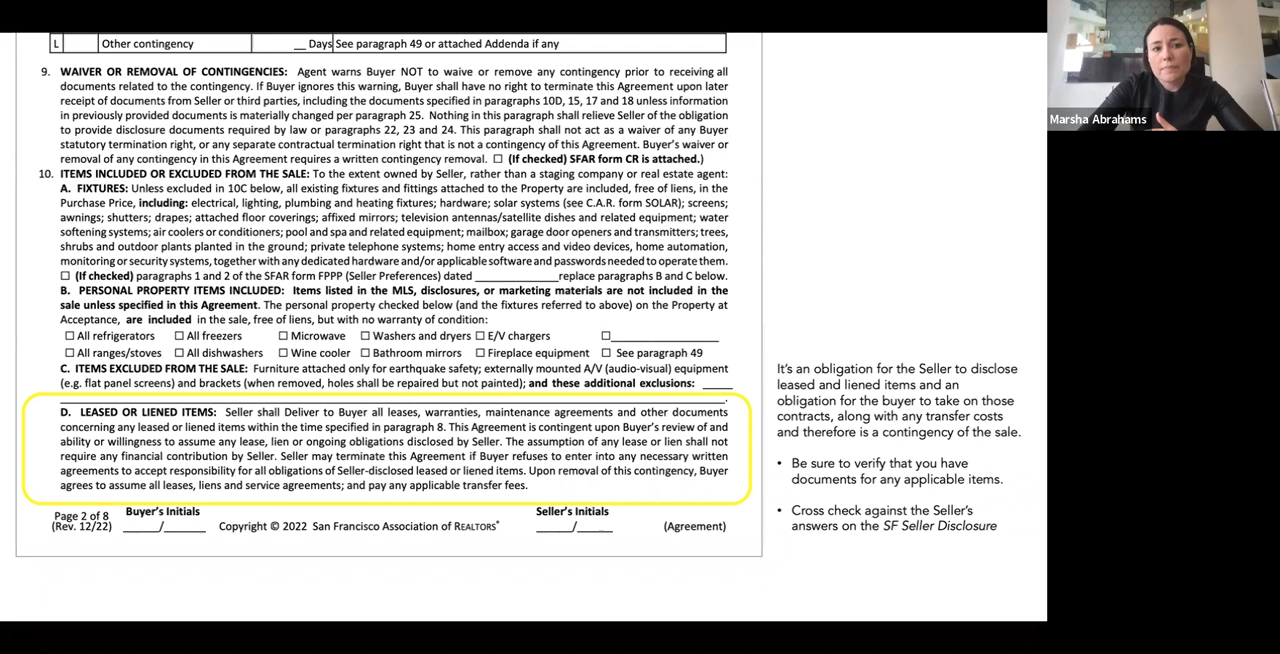 L Other contingency __ Days See paragraph 49 or attached Addenda if any
9. WAIVER OR REMOVAL OF CONTINGENCIES: Agent warns Buyer NOT to waive or remove any contingency prior to receiving all
documents related to the contingency. If Buyer ignores this warning, Buyer shall have no right to terminate this Agreement upon later
receipt of documents from Seller or third parties, including the documents specified in paragraphs 10D, 15, 17 and 18 unless information
in previously provided documents is materially changed per paragraph 25. Nothing in this paragraph shall relieve Seller of the obligation
to provide disclosure documents required by law or paragraphs 22, 23 and 24. This paragraph shall not act as a waiver of any Buyer
statutory termination right, or any separate contractual termination right that is not a contingency of this Agreement. Buyer's waiver or
removal of any contingency in this Agreement requires a written contingency removal. ☐ (If checked) SFAR form CR is attached.)
10. ITEMS INCLUDED OR EXCLUDED FROM THE SALE: To the extent owned by Seller, rather than a staging company or real estate agent:
A. FIXTURES: Unless excluded in 10C below, all existing fixtures and fittings attached to the Property are included, free of liens, in the
Purchase Price, including: electrical, lighting, plumbing and heating fixtures; hardware; solar systems (see C.A.R. form SOLAR); screens;
awnings; shutters; drapes; attached floor coverings; affixed mirrors; television antennas/satellite dishes and related equipment; water
softening systems; air coolers or conditioners; pool and spa and related equipment; mailbox; garage door openers and transmitters; trees,
shrubs and outdoor plants planted in the ground; private telephone systems; home entry access and video devices, home automation,
monitoring or security systems, together with any dedicated hardware and/or applicable software and passwords needed to operate them.
☐ (If checked) paragraphs 1 and 2 of the SFAR form FPPP (Seller Preferences) dated ______________replace paragraphs B and C below.
B. PERSONAL PROPERTY ITEMS INCLUDED: Items listed in the MLS, disclosures, or marketing materials are not included in the
sale unless specified in this Agreement. The personal property checked below (and the fixtures referred to above) on the Property at
Acceptance, are included in the sale, free of liens, but with no warranty of condition:
☐ All refrigerators ☐ All freezers ☐ Microwave ☐ Washers and dryers ☐ E/V chargers ☐__________________
☐ All ranges/stoves ☐ All dishwashers ☐ Wine cooler ☐ Bathroom mirrors ☐ Fireplace equipment ☐ See paragraph 49
C. ITEMS EXCLUDED FROM THE SALE: Furniture attached only for earthquake safety; externally mounted A/V (audio-visual) equipment
(e.g. flat panel screens) and brackets (when removed, holes shall be repaired but not painted); and these additional exclusions: _____
______________________________.
D. LEASED OR LIENED ITEMS: Seller shall Deliver to Buyer all leases, warranties, maintenance agreements and other documents
concerning any leased or liened items within the time specified in paragraph 8. This Agreement is contingent upon Buyer's review of and
ability or willingness to assume any lease, lien or ongoing obligations disclosed by Seller. The assumption of any lease or lien shall not
require any financial contribution by Seller. Seller may terminate this Agreement if Buyer refuses to enter into any necessary written
agreements to accept responsibility for all obligations of Seller-disclosed leased or liened items. Upon removal of this contingency, Buyer
agrees to assume all leases, liens and service agreements; and pay any applicable transfer fees.
Page 2 of 8 Buyer's Initials Seller's Initials
(Rev. 12/22) ______/______ Copyright © 2022 San Francisco Association of REALTORS® ______/______ (Agreement)
It's an obligation for the Seller to disclose
leased and liened items and an
obligation for the buyer to take on those
contracts, along with any transfer costs
and therefore is a contingency of the sale.
• Be sure to verify that you have
documents for any applicable items.
• Cross check against the Seller's
answers on the SF Seller Disclosure
Marsha Abrahams